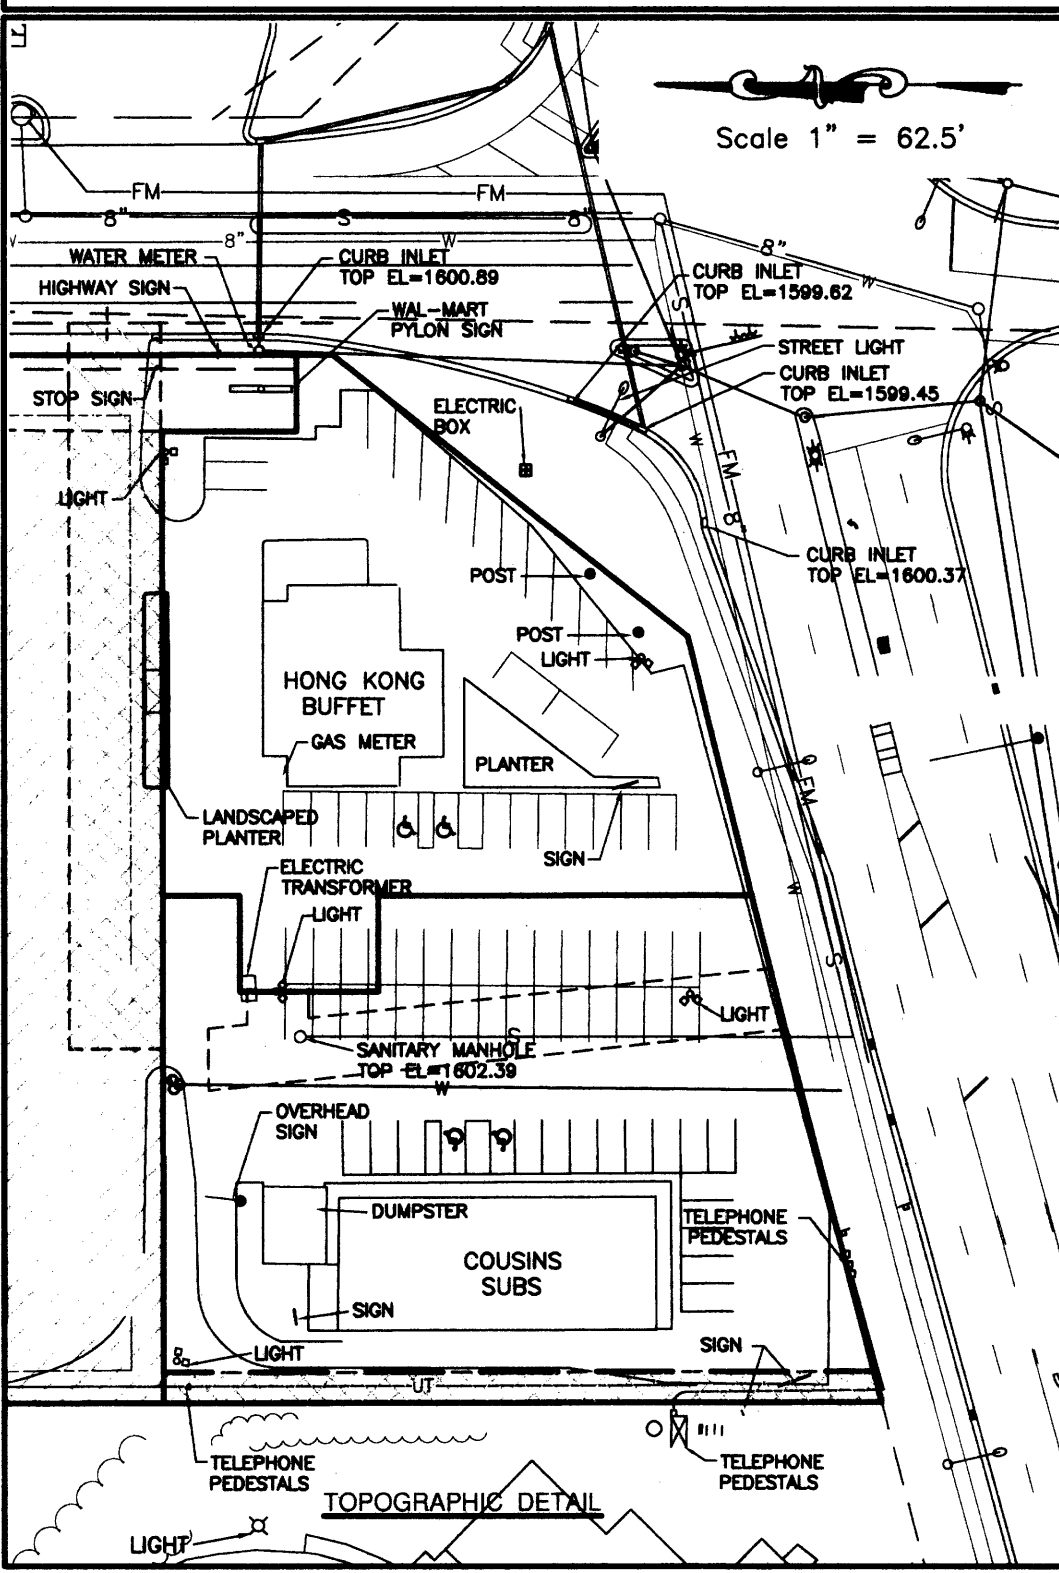 Scale 1" = 62.5'
FM
FM
8"
S
8"
8"
W
8"
W
WATER METER
CURB INLET
TOP EL=1600.89
HIGHWAY SIGN
CURB INLET
TOP EL=1599.62
S
WAL-MART
PYLON SIGN
STREET LIGHT
CURB INLET
TOP EL=1599.45
STOP SIGN
ELECTRIC
BOX
S
W
FM
8"
LIGHT
CURB INLET
TOP EL=1600.37
POST
POST
LIGHT
HONG KONG
BUFFET
GAS METER
PLANTER
FM
LANDSCAPED
PLANTER
SIGN
ELECTRIC
TRANSFORMER
LIGHT
W
S
LIGHT
S
SANITARY MANHOLE
TOP EL=1602.39
W
OVERHEAD
SIGN
DUMPSTER
TELEPHONE
PEDESTALS
COUSINS
SUBS
SIGN
LIGHT
SIGN
UT
TELEPHONE
PEDESTALS
TELEPHONE
PEDESTALS
TOPOGRAPHIC DETAIL
LIGHT